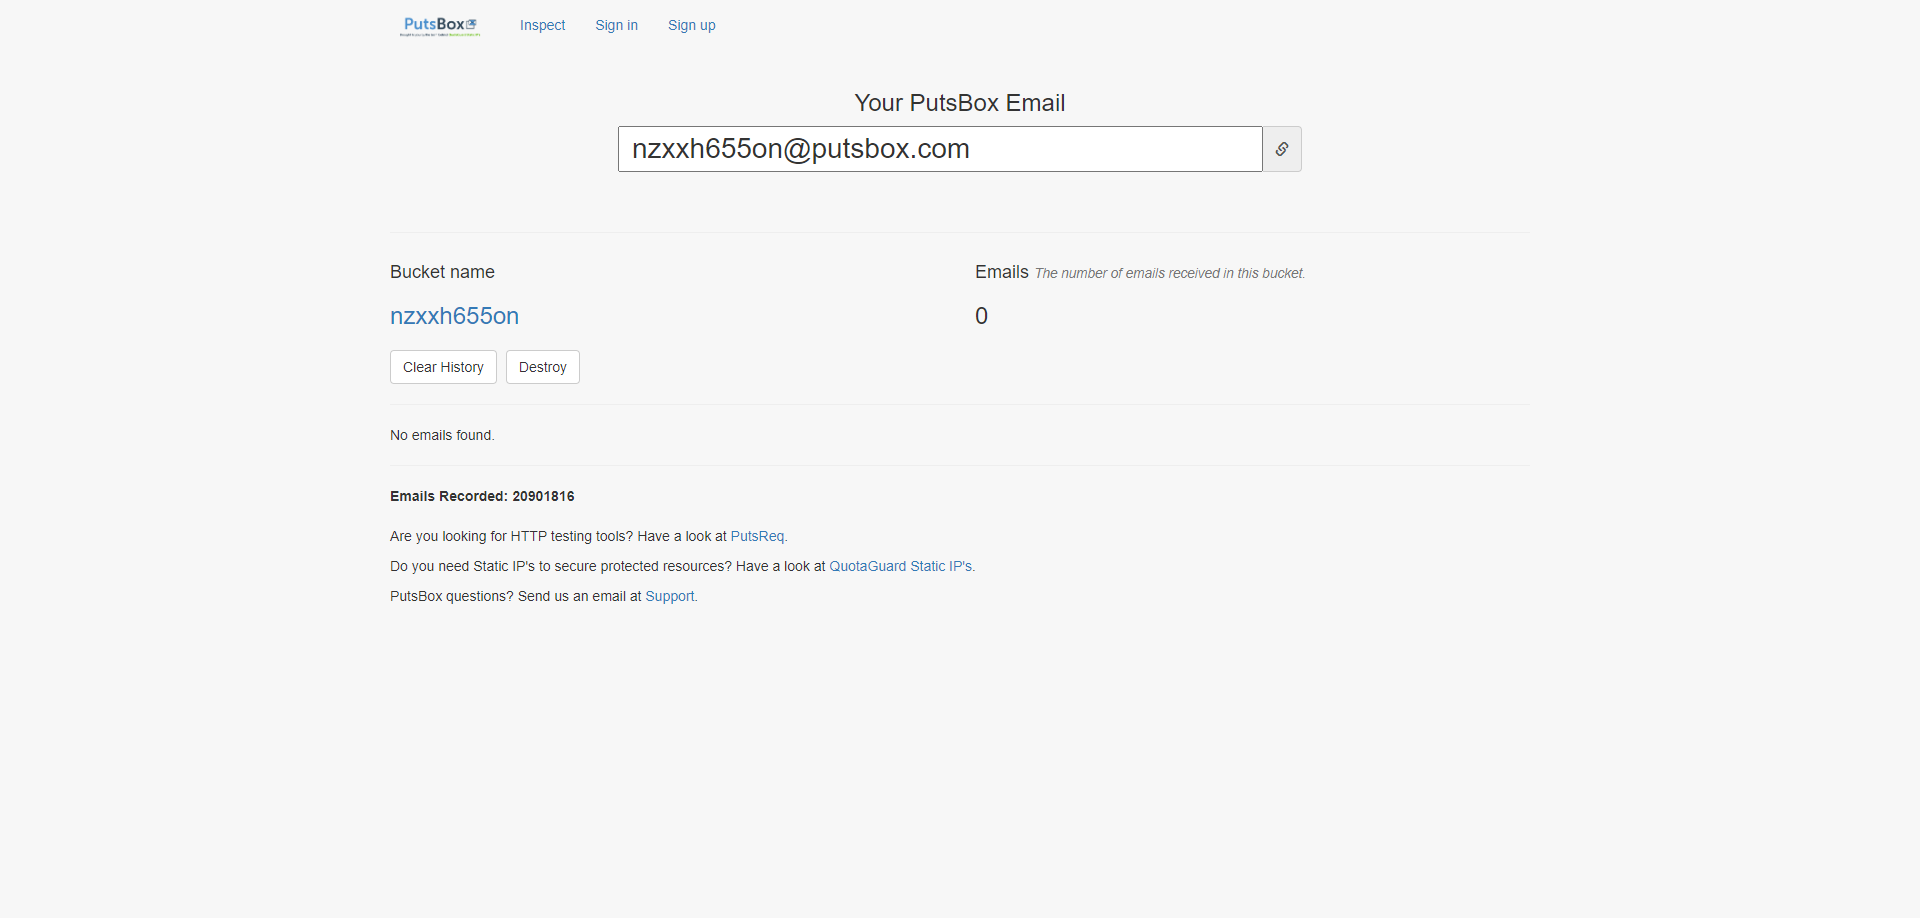 PutsBox
Inspect
Sign in
Sign up
Your PutsBox Email
nzxxh655on@putsbox.com
Bucket name
nzxxh655on
Clear History
Destroy
Emails The number of emails received in this bucket.
0
No emails found.
Emails Recorded: 20901816
Are you looking for HTTP testing tools? Have a look at PutsReq.
Do you need Static IP's to secure protected resources? Have a look at QuotaGuard Static IP's.
PutsBox questions? Send us an email at Support.